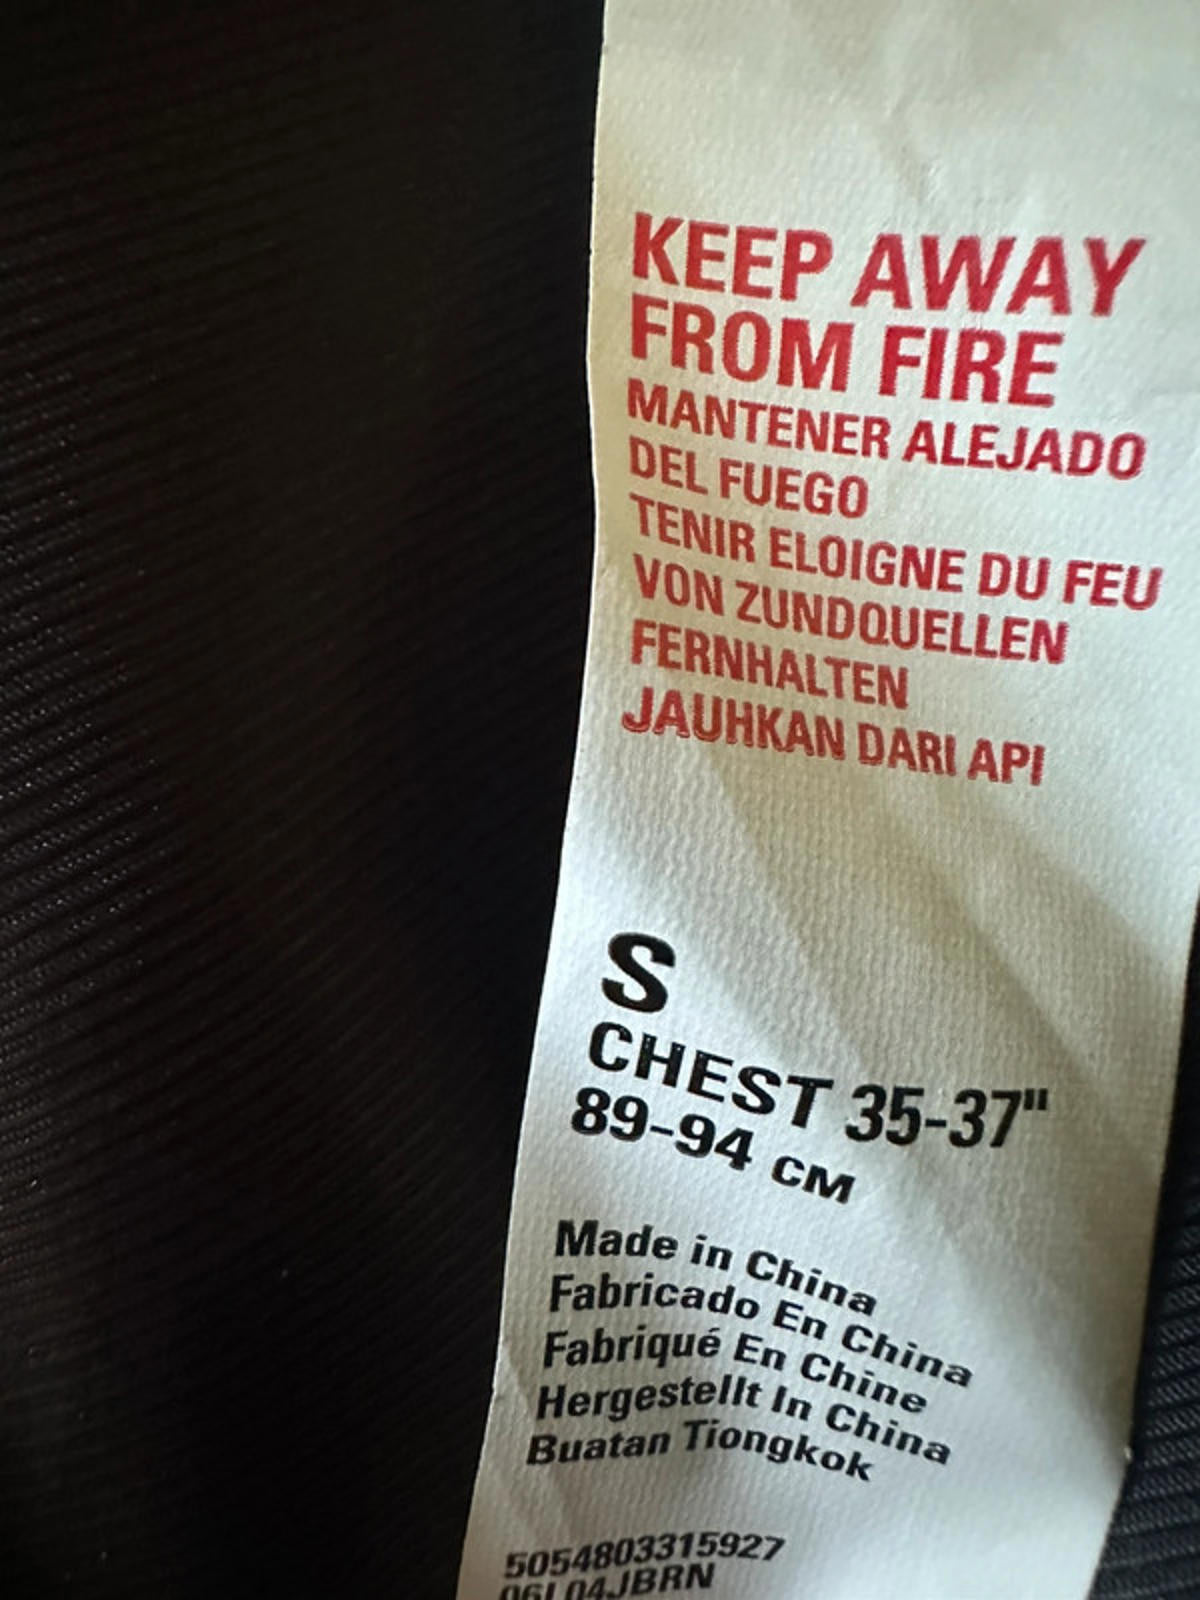 KEEP AWAY
FROM FIRE
MANTENER ALEJADO
DEL FUEGO
TENIR ELOIGNE DU FEU
VON ZUNDQUELLEN
FERNHALTEN
JAUHKAN DARI API
S
CHEST 35-37"
89-94 CM
Made in China
Fabricado En China
Fabriqué En Chine
Hergestellt In China
Buatan Tiongkok
5054803315927
06L04JBRN